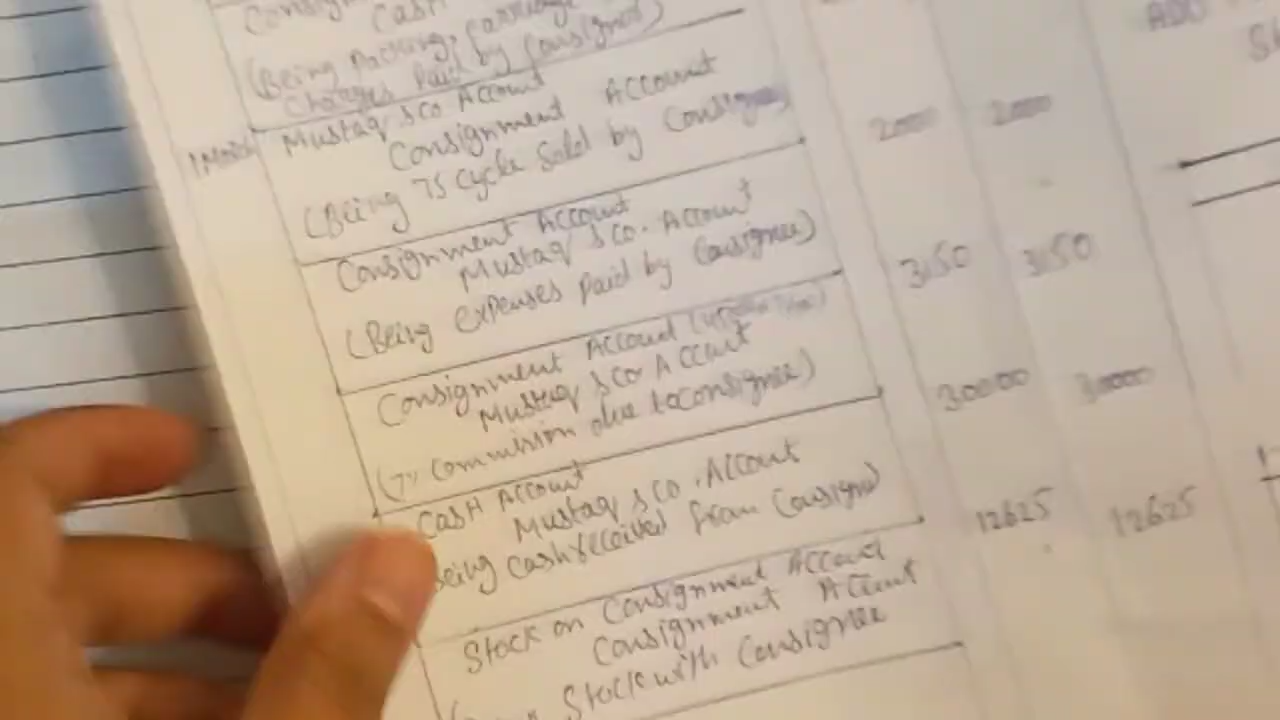 Cash
(Being Packing, Carriage
Charges Paid by Consignor)
1 March Mustaq & Co Account
Consignment Account
(Being 75 Cycle Sold by Consignee)
Consignment Account 2000 2000
Mustaq & Co. Account
(Being expenses Paid by Consignee)
Consignment Account 3150 3150
Mustaq & Co Account
(7% Commission due to Consignee)
Cash Account 30000 30000
Mustaq & Co. Account
Being Cash received from Consignee)
Stock on Consignment Account 12625 12625
Consignment Account
Stock with Consignee